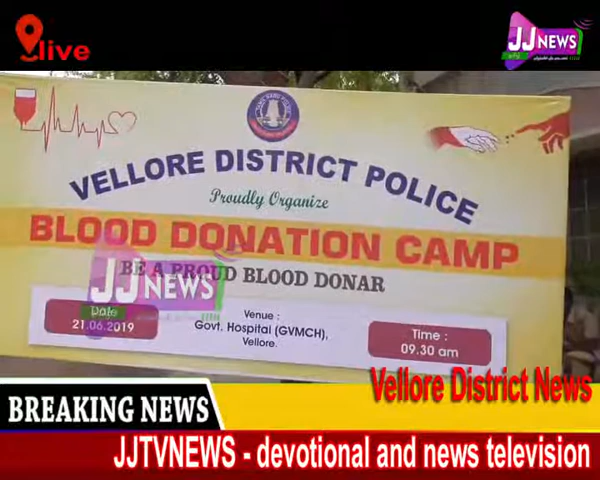 live
JJ NEWS
VELLORE DISTRICT POLICE
Proudly Organize
BLOOD DONATION CAMP
BE A PROUD BLOOD DONAR
JJ NEWS
Date
21.06.2019
Venue :
Govt. Hospital (GVMCH),
Vellore.
Time :
09.30 am
Vellore District News
BREAKING NEWS
JJTVNEWS - devotional and news television